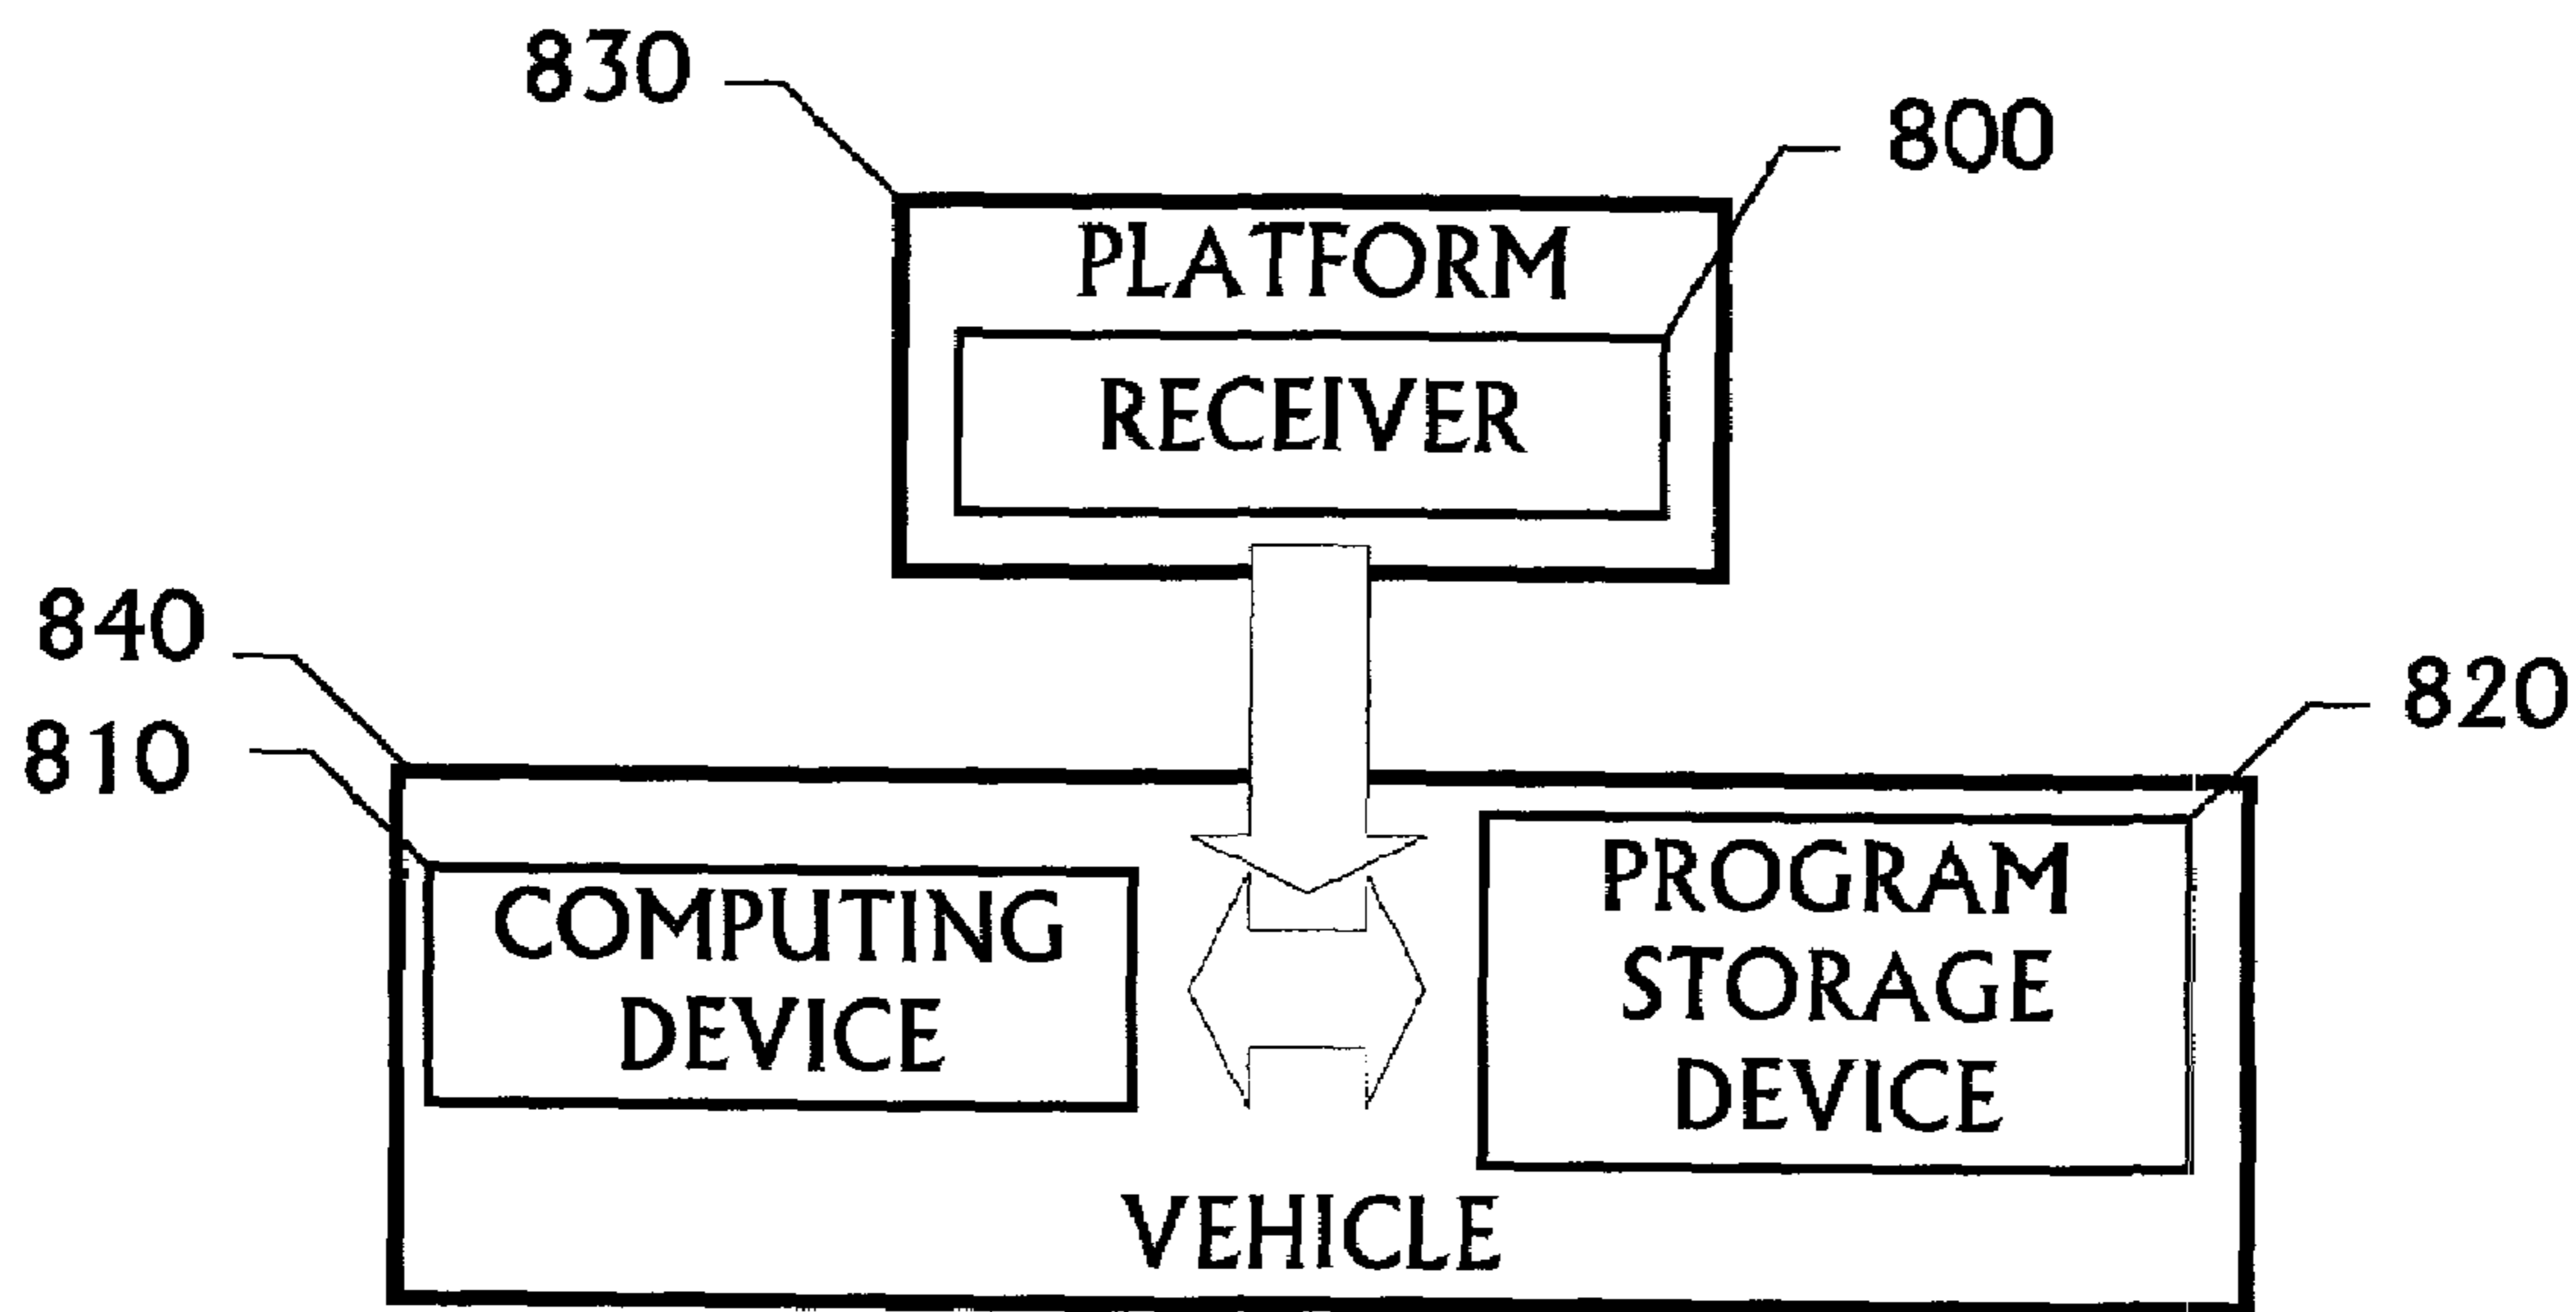 830
800
PLATFORM
RECEIVER
840
810
820
COMPUTING
DEVICE
PROGRAM
STORAGE
DEVICE
VEHICLE